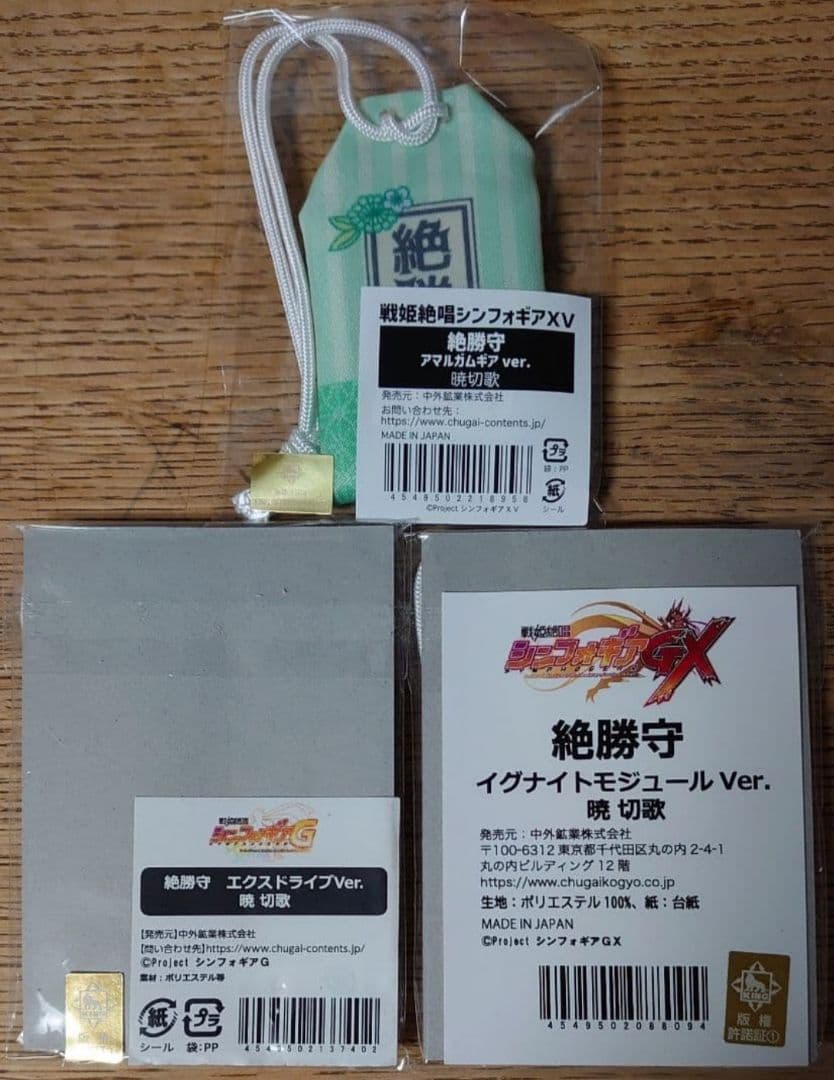 絶勝
戦姫絶唱シンフォギアXV
絶勝守
アマルガムギア ver.
暁切歌
発売元：中外鉱業株式会社
お問い合わせ先：
https://www.chugai-contents.jp/
MADE IN JAPAN
プラ
袋：PP
紙
シール
4549502218958
©Project シンフォギアXV
戦姫絶唱
シンフォギアG
絶勝守　エクスドライブVer.
暁 切歌
【発売元】中外鉱業株式会社
【問い合わせ先】https://www.chugai-contents.jp/
©Project シンフォギアG
素材：ポリエステル等
紙
シール
プラ
袋：PP
4549502137402
戦姫絶唱
シンフォギアGX
絶勝守
イグナイトモジュール Ver.
暁 切歌
発売元：中外鉱業株式会社
〒100-6312 東京都千代田区丸の内 2-4-1
丸の内ビルディング 12 階
https://www.chugaikogyo.co.jp
生地：ポリエステル 100%、紙：台紙
MADE IN JAPAN
©Project シンフォギアGX
4549502088094
KING
版権
許諾証①